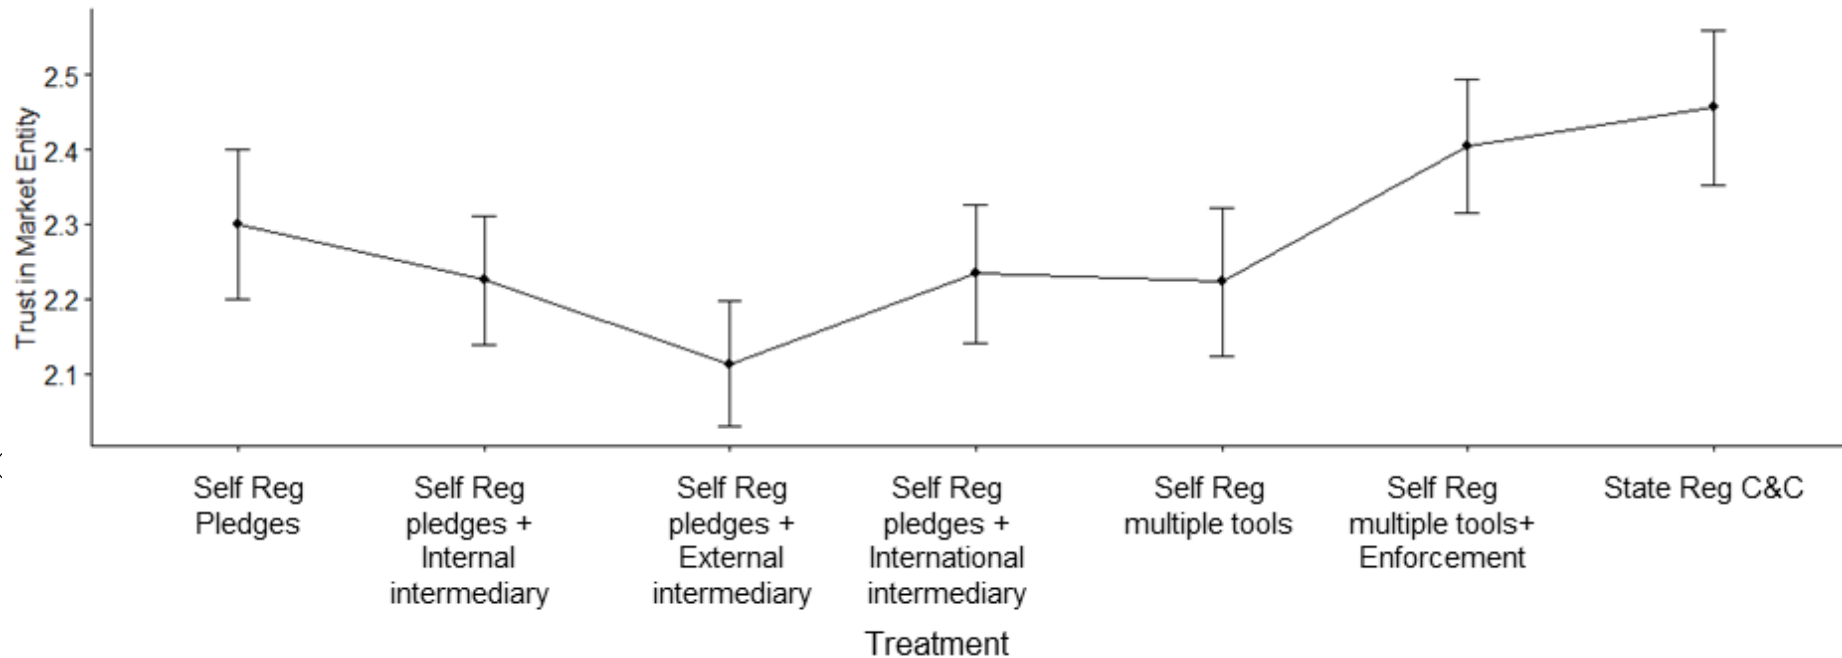 Trust in Market Entity
2.5
2.4
2.3
2.2
2.1
Self Reg
Pledges
Self Reg
pledges +
Internal
intermediary
Self Reg
pledges +
External
intermediary
Self Reg
pledges +
International
intermediary
Self Reg
multiple tools
Self Reg
multiple tools+
Enforcement
State Reg C&C
Treatment